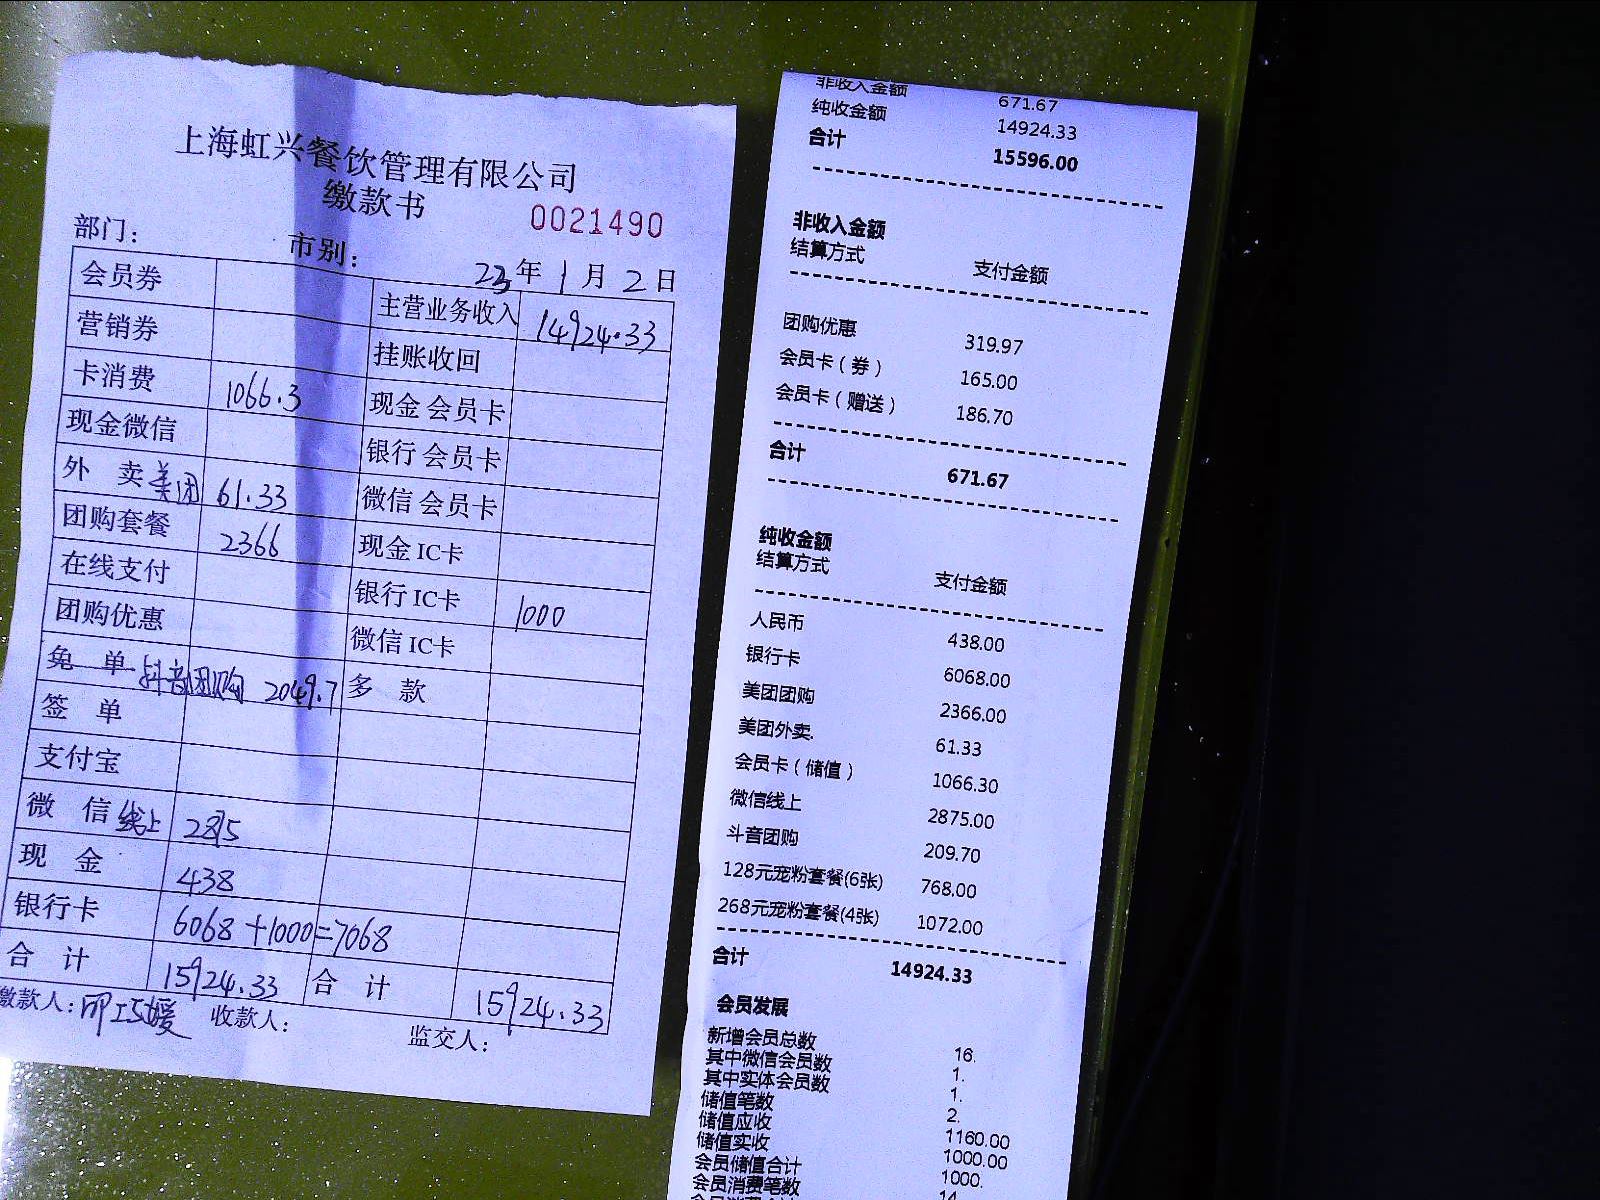 上海虹兴餐饮管理有限公司
缴款书
0021490
部门：
市别：
23年1月2日
会员券
主营业务收入 14924.33
营销券
挂账收回
卡消费 1066.3
现金 会员卡
现金微信
银行 会员卡
外 卖 美团 61.33
微信 会员卡
团购套餐 2366
现金 IC卡
在线支付
银行 IC卡 1000
团购优惠
微信 IC卡
免 单 抖音团购 2049.7
多 款
签 单
支付宝
微 信 线上 2875
现 金 438
银行卡 6068+1000=7068
合 计 15924.33
合 计 15924.33
缴款人：
收款人：
监交人：
非收入金额 671.67
纯收金额 14924.33
合计 15596.00
非收入金额
结算方式 支付金额
团购优惠 319.97
会员卡（券） 165.00
会员卡（赠送） 186.70
合计 671.67
纯收金额
结算方式 支付金额
人民币 438.00
银行卡 6068.00
美团团购 2366.00
美团外卖. 61.33
会员卡（储值） 1066.30
微信线上 2875.00
斗音团购 209.70
128元宠粉套餐(6张) 768.00
268元宠粉套餐(4张) 1072.00
合计 14924.33
会员发展
新增会员总数 16.
其中微信会员数 1.
其中实体会员数 1.
储值笔数 2.
储值应收 1160.00
储值实收 1000.00
会员储值合计 1000.
会员消费笔数 14